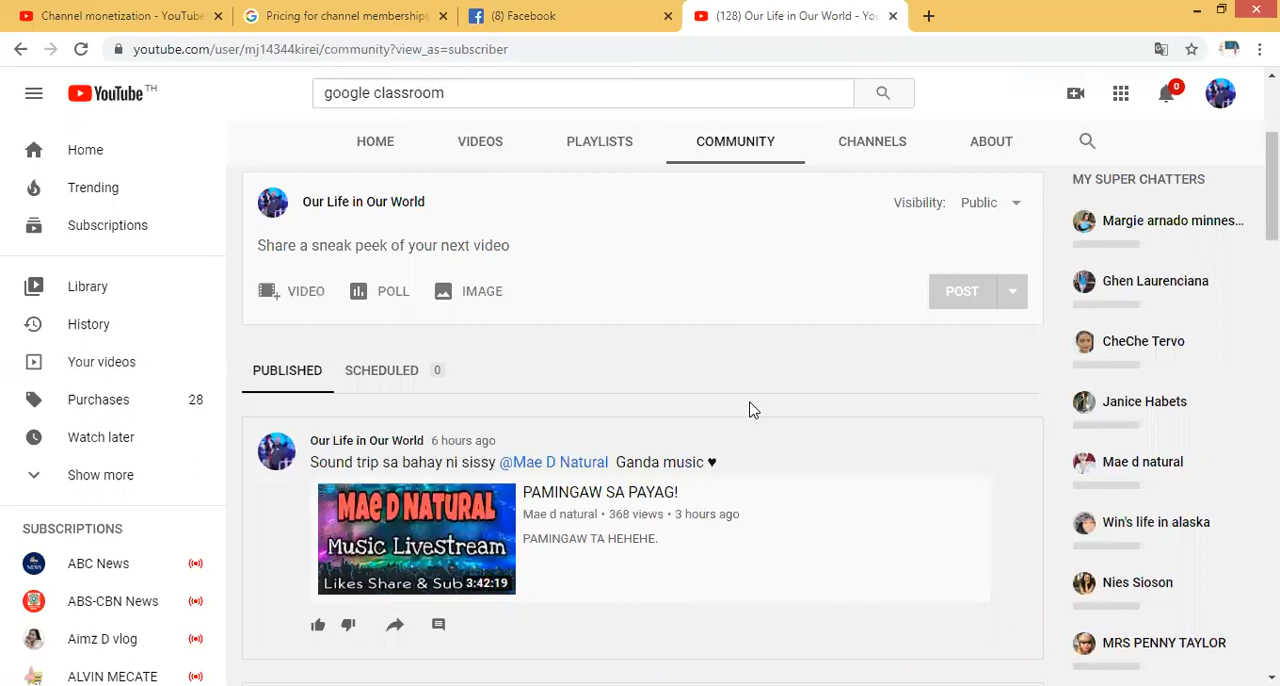 Channel monetization - YouTube
Pricing for channel memberships
(8) Facebook
(128) Our Life in Our World - You
youtube.com/user/mj14344kirei/community?view_as=subscriber
YouTube TH
google classroom
0
HOME
VIDEOS
PLAYLISTS
COMMUNITY
CHANNELS
ABOUT
Home
Trending
Subscriptions
Library
History
Your videos
Purchases 28
Watch later
Show more
SUBSCRIPTIONS
ABC News
ABS-CBN News
Aimz D vlog
ALVIN MECATE
Our Life in Our World
Visibility: Public
Share a sneak peek of your next video
VIDEO
POLL
IMAGE
POST
PUBLISHED
SCHEDULED 0
Our Life in Our World 6 hours ago
Sound trip sa bahay ni sissy @Mae D Natural Ganda music ♥
MAE D NATURAL
Music Livestream
Likes Share & Sub
3:42:19
PAMINGAW SA PAYAG!
Mae d natural • 368 views • 3 hours ago
PAMINGAW TA HEHEHE.
MY SUPER CHATTERS
Margie arnado minnes...
Ghen Laurenciana
CheChe Tervo
Janice Habets
Mae d natural
Win's life in alaska
Nies Sioson
MRS PENNY TAYLOR